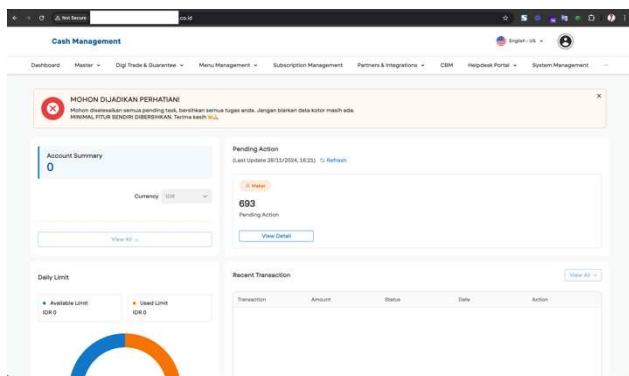 Not Secure
.co.id
Cash Management
English - US
Dashboard
Master
Digi Trade & Guarantee
Menu Management
Subscription Management
Partners & Integrations
CBM
Helpdesk Portal
System Management
MOHON DIJADIKAN PERHATIAN!
Mohon diselesaikan semua pending task, bersihkan semua tugas anda. Jangan biarkan data kotor masih ada.
MINIMAL FITUR SENDIRI DIBERSIHKAN. Terima kasih
Account Summary
0
Currency
IDR
View All
Pending Action
(Last Update 28/11/2024, 16:21) Refresh
Maker
693
Pending Action
View Detail
Daily Limit
Available Limit
IDR 0
Used Limit
IDR 0
Recent Transaction
View All
Transaction
Amount
Status
Date
Action